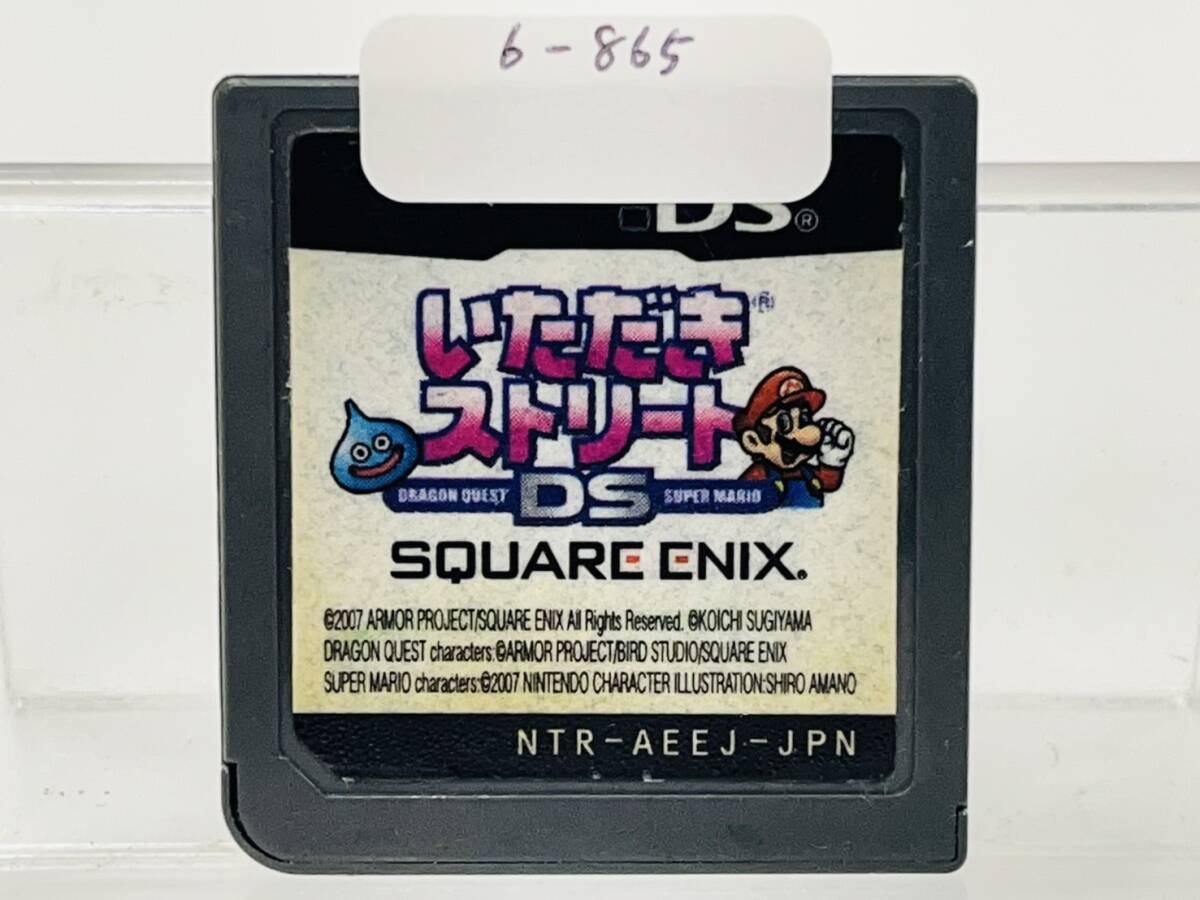 6-865
DS®
いただき®
ストリート
DRAGON QUEST DS SUPER MARIO
SQUARE ENIX.
©2007 ARMOR PROJECT/SQUARE ENIX All Rights Reserved. ©KOICHI SUGIYAMA
DRAGON QUEST characters:©ARMOR PROJECT/BIRD STUDIO/SQUARE ENIX
SUPER MARIO characters:©2007 NINTENDO CHARACTER ILLUSTRATION:SHIRO AMANO
NTR-AEEJ-JPN